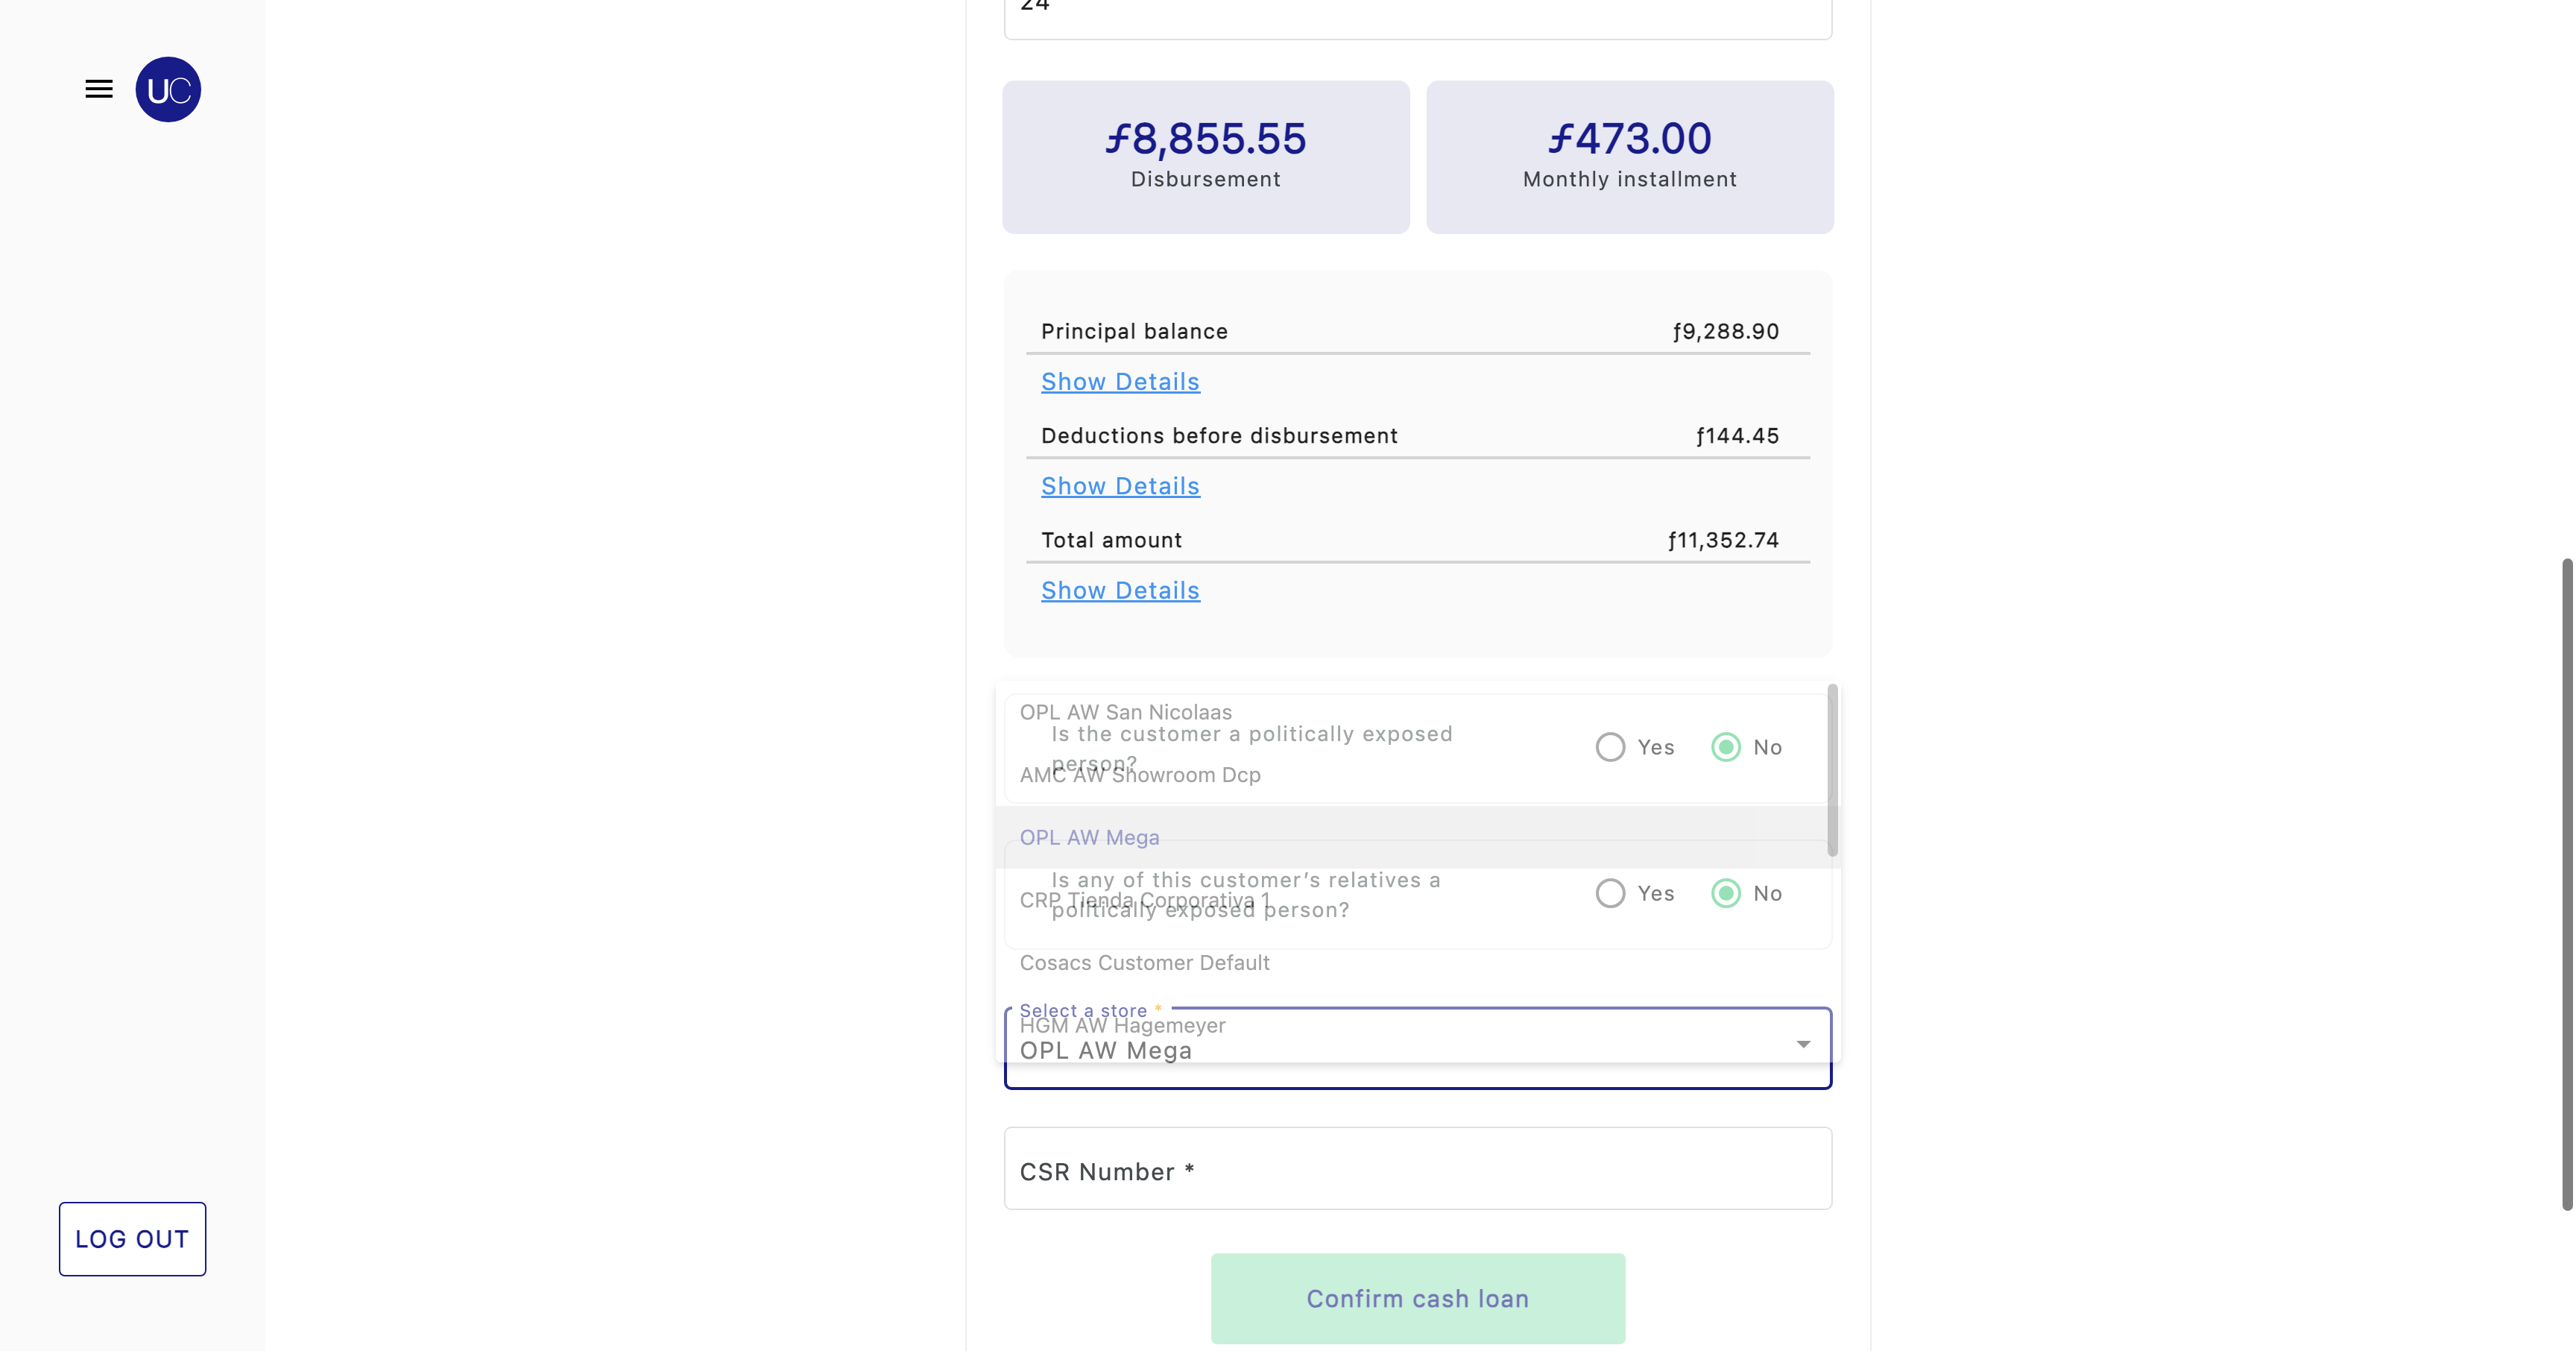 24
UC
ƒ8,855.55
Disbursement
ƒ473.00
Monthly installment
Principal balance ƒ9,288.90
Show Details
Deductions before disbursement ƒ144.45
Show Details
Total amount ƒ11,352.74
Show Details
OPL AW San Nicolaas
Is the customer a politically exposed
person?
Yes No
AMC AW Showroom Dcp
OPL AW Mega
Is any of this customer’s relatives a
politically exposed person?
Yes No
CRP Tienda Corporativa 1
Cosacs Customer Default
Select a store *
HGM AW Hagemeyer
OPL AW Mega
CSR Number *
LOG OUT
Confirm cash loan